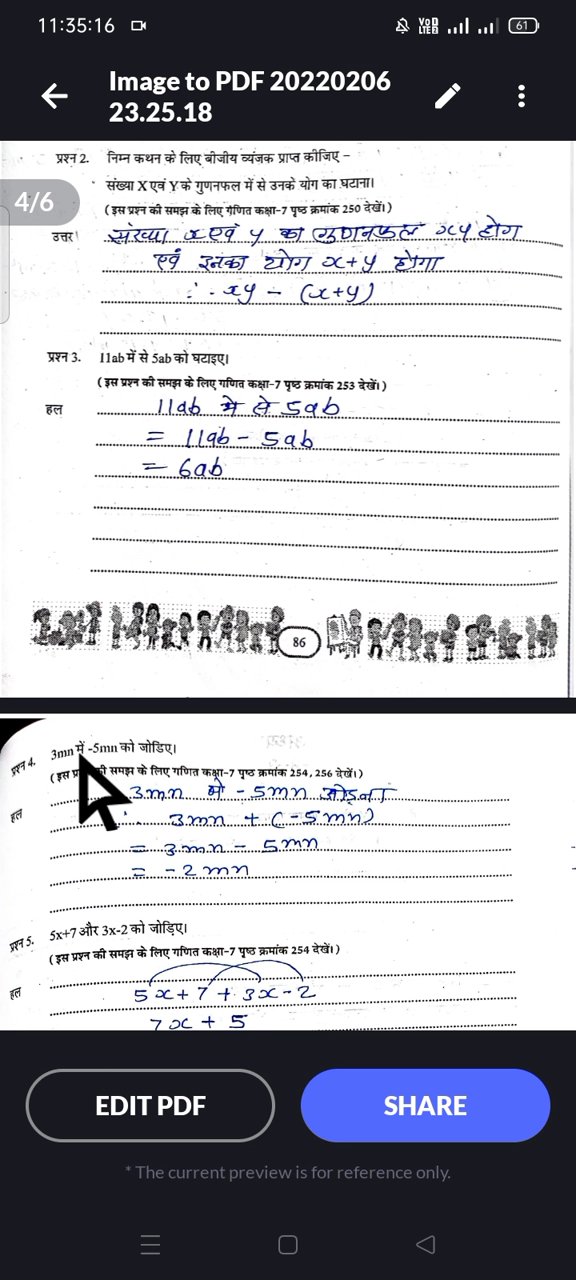 11:35:16
VoD LTE2 61
Image to PDF 20220206
23.25.18
4/6
प्रश्न 2. निम्न कथन के लिए बीजीय व्यंजक प्राप्त कीजिए -
संख्या X एवं Y के गुणनफल में से उनके योग का घटाना।
(इस प्रश्न की समझ के लिए गणित कक्षा-7 पृष्ठ क्रमांक 250 देखें।)
उत्तर संख्या x एवं y का गुणनफल xy होग
एवं इनका योग x+y होगा
∴ xy - (x+y)
प्रश्न 3. 11ab में से 5ab को घटाइए।
(इस प्रश्न की समझ के लिए गणित कक्षा-7 पृष्ठ क्रमांक 253 देखें।)
हल 11ab मे से 5ab
= 11ab - 5ab
= 6ab
86
प्रश्न 4. 3mn में -5mn को जोडिए।
(इस प्र की समझ के लिए गणित कक्षा-7 पृष्ठ क्रमांक 254, 256 देखें।)
हल 3mn मे -5mn जोड़ना
∴ 3mn + (-5mn)
= 3mn - 5mn
= -2mn
प्रश्न 5. 5x+7 और 3x-2 को जोड़िए।
(इस प्रश्न की समझ के लिए गणित कक्षा-7 पृष्ठ क्रमांक 254 देखें।)
हल 5x+7+3x-2
7x + 5
EDIT PDF
SHARE
* The current preview is for reference only.